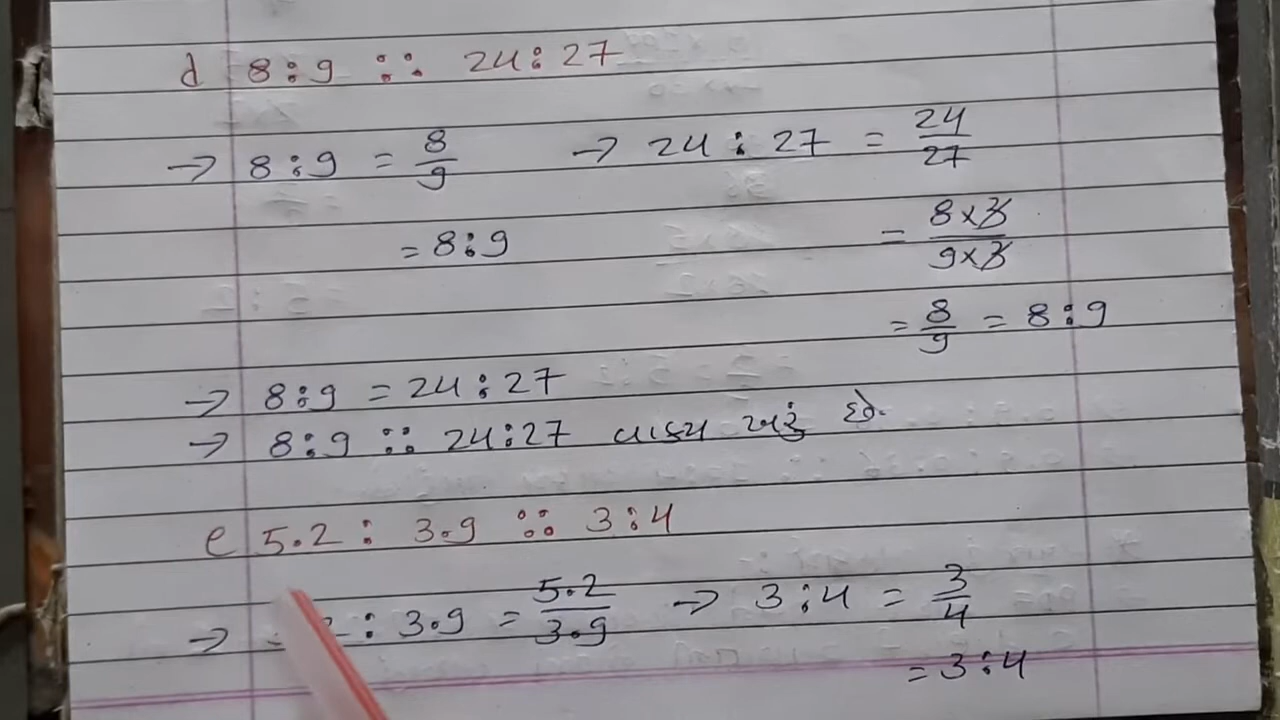 d 8:9 :: 24:27
→ 8:9 = 8/9 → 24:27 = 24/27
= 8:9 = 8×3/9×3
= 8/9 = 8:9
→ 8:9 = 24:27
→ 8:9 :: 24:27 વાક્ય ખરું છે.
e 5.2 : 3.9 :: 3:4
→ 2 : 3.9 = 5.2/3.9 → 3:4 = 3/4
= 3:4